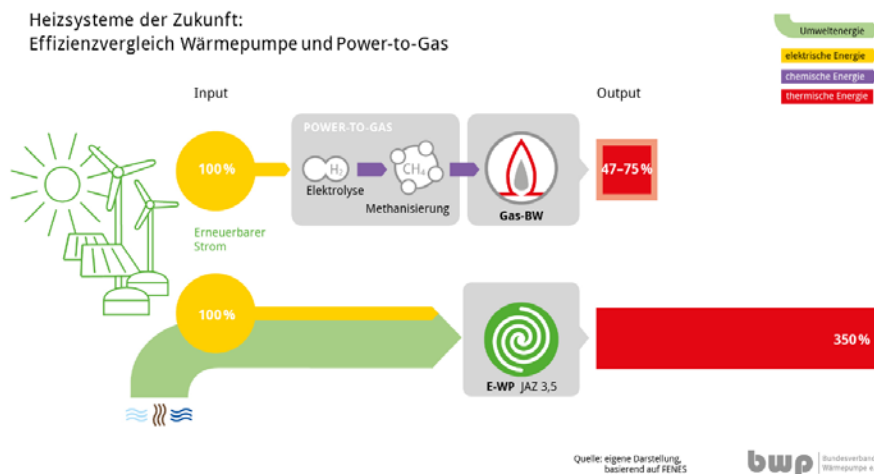 Heizsysteme der Zukunft:
Effizienzvergleich Wärmepumpe und Power-to-Gas
Umweltenergie
elektrische Energie
chemische Energie
thermische Energie
Input
Output
POWER-TO-GAS
100 %
H₂
CH₄
47–75 %
Elektrolyse
Methanisierung
Gas-BW
Erneuerbarer
Strom
100 %
350 %
E-WP JAZ 3,5
Quelle: eigene Darstellung,
basierend auf FENES
bwp
Bundesverband
Wärmepumpe e.